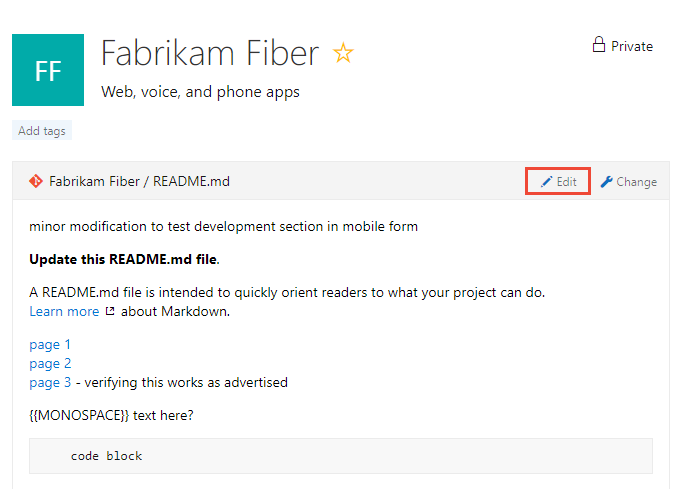 FF
Fabrikam Fiber
Private
Web, voice, and phone apps
Add tags
Fabrikam Fiber / README.md
Edit
Change
minor modification to test development section in mobile form
Update this README.md file.
A README.md file is intended to quickly orient readers to what your project can do.
Learn more about Markdown.
page 1
page 2
page 3 - verifying this works as advertised
{{MONOSPACE}} text here?
code block